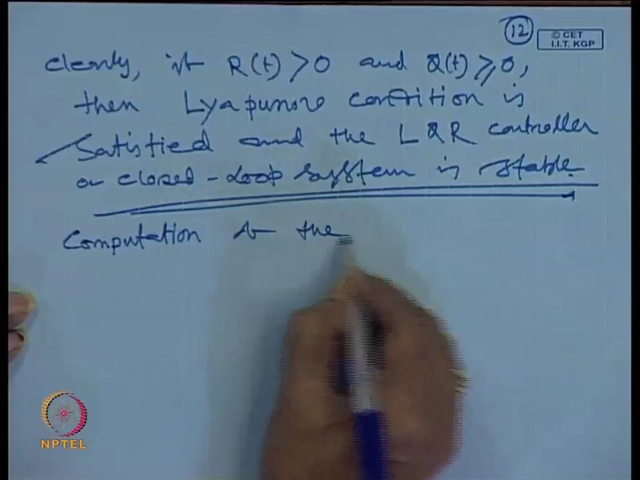 12
© CET
I.I.T. KGP
clearly, if R(t) > 0 and Q(t) ≥ 0,
then Lyapunov condition is
satisfied and the LQR controller
or closed-loop system is stable.
Computation of the
NPTEL